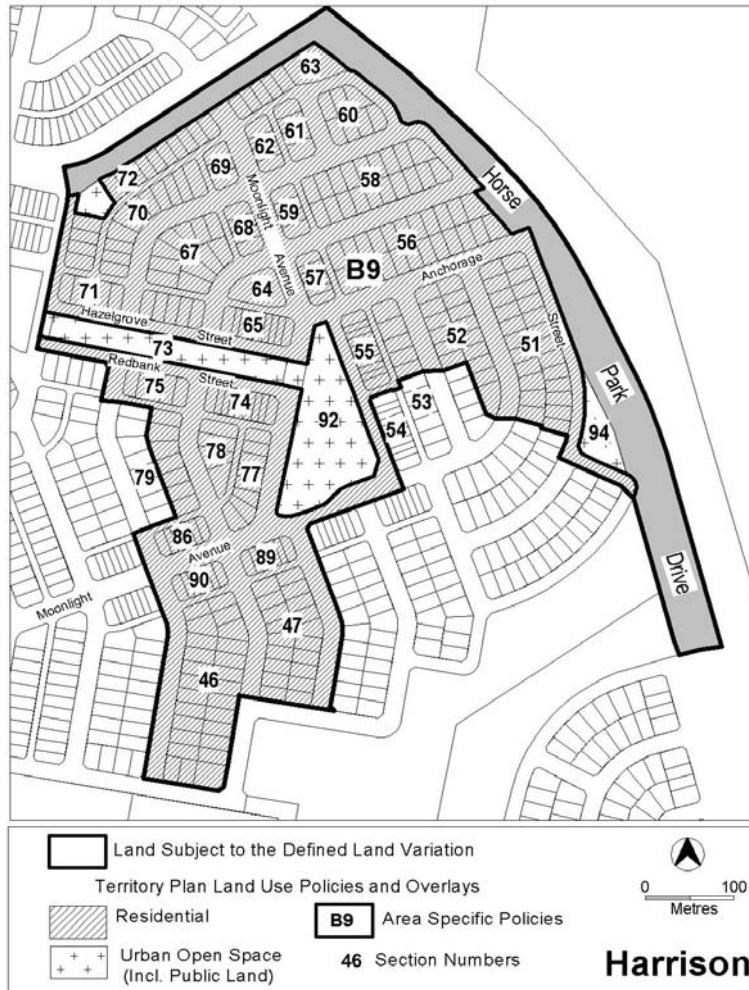 63
60
61
62
72
69
58
Horse
70
Moonlight
59
68
56
67
Avenue
57
B9
Anchorage
64
71
Hazelgrove
65
Street
52
51
Street
73
55
Redbank
Street
Park
75
74
53
92
54
94
78
79
77
86
Avenue
89
90
Moonlight
Drive
47
46
Land Subject to the Defined Land Variation
Territory Plan Land Use Policies and Overlays
0 100
Metres
Residential
B9 Area Specific Policies
Urban Open Space
(Incl. Public Land)
46 Section Numbers
Harrison